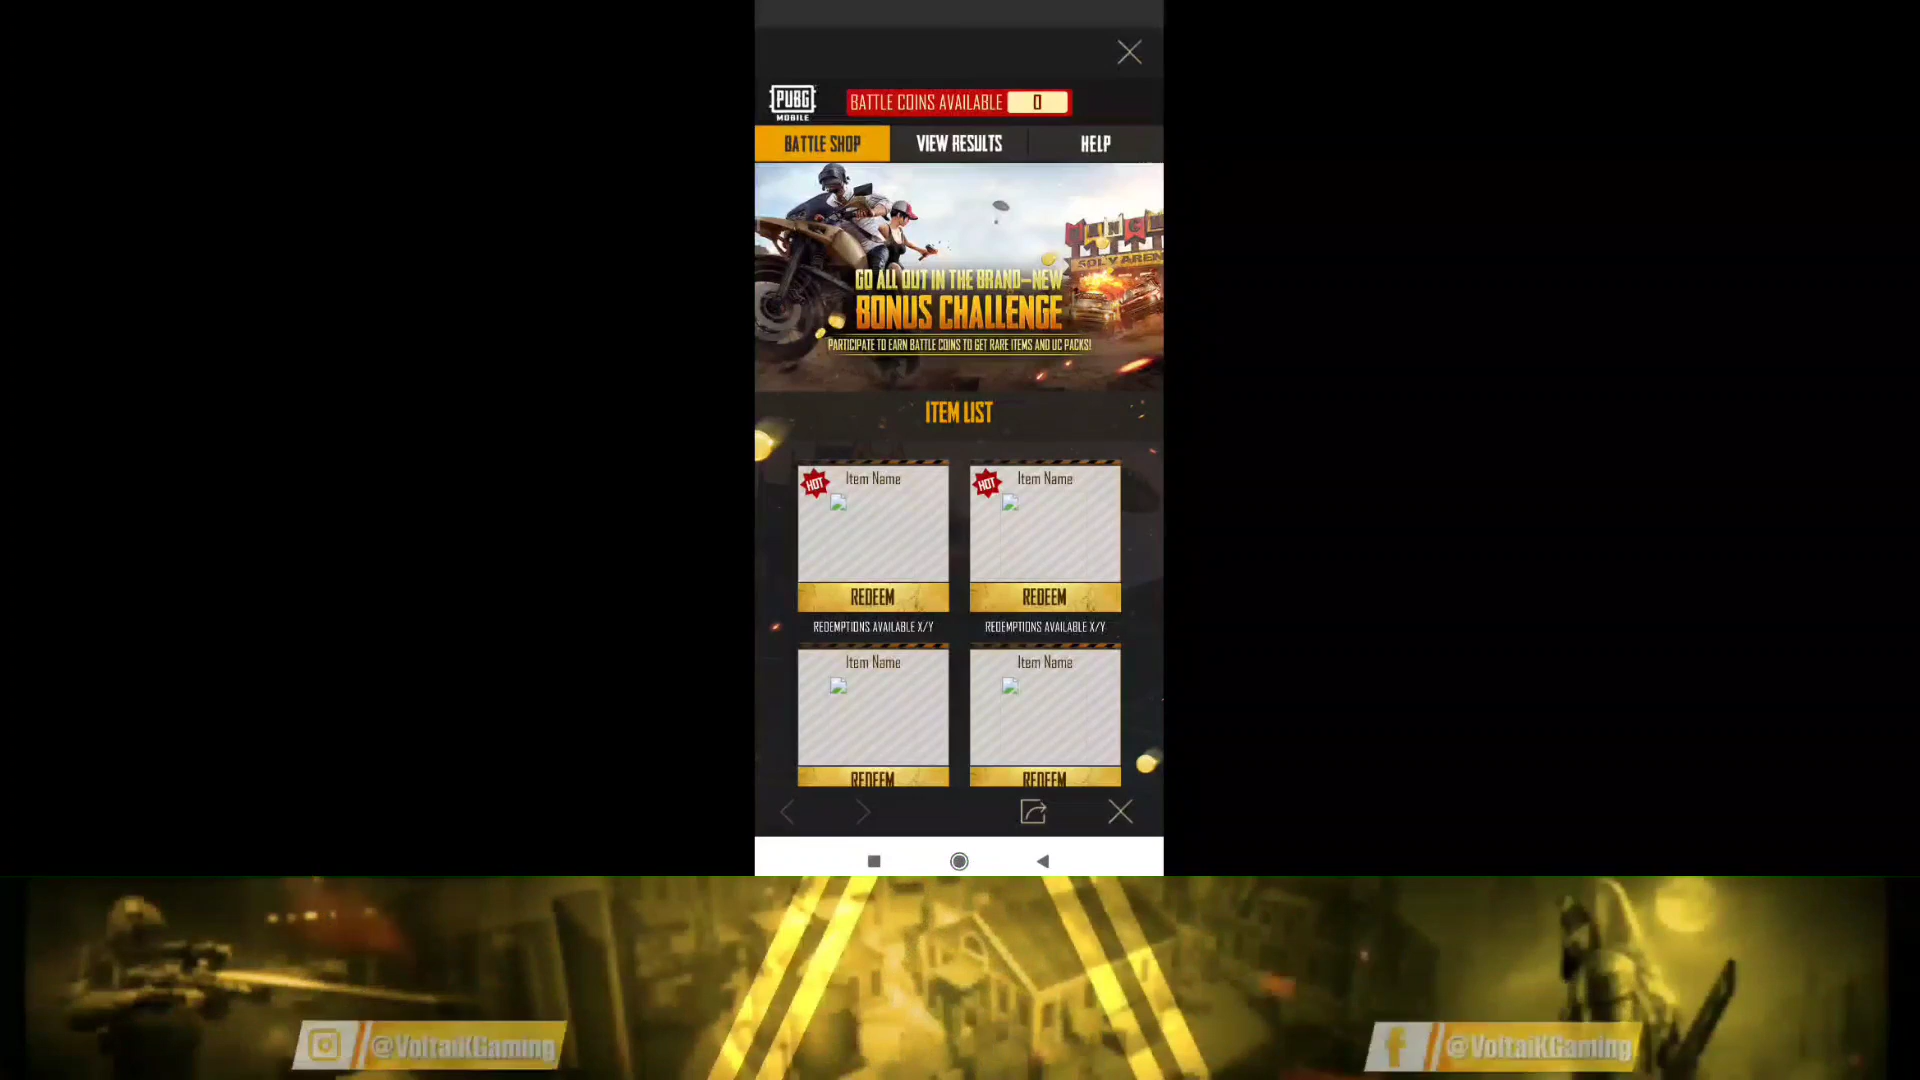 PUBG
MOBILE
BATTLE COINS AVAILABLE 0
BATTLE SHOP
VIEW RESULTS
HELP
GO ALL OUT IN THE BRAND-NEW
BONUS CHALLENGE
PARTICIPATE TO EARN BATTLE COINS TO GET RARE ITEMS AND UC PACKS!
ITEM LIST
HOT
Item Name
HOT
Item Name
REDEEM
REDEEM
REDEMPTIONS AVAILABLE X/Y
REDEMPTIONS AVAILABLE X/Y
Item Name
Item Name
REDEEM
REDEEM
@VoltaiKGaming
@VoltaiKGaming